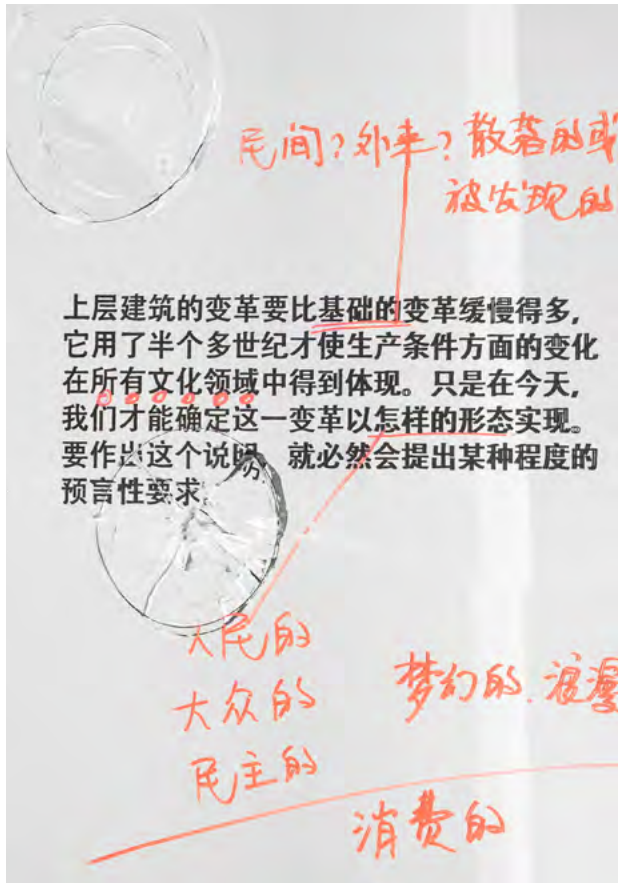 民间？外来？散落的或
被发现的
上层建筑的变革要比基础的变革缓慢得多，
它用了半个多世纪才使生产条件方面的变化
在所有文化领域中得到体现。只是在今天，
我们才能确定这一变革以怎样的形态实现。
要作出这个说明，就必然会提出某种程度的
预言性要求
人民的
大众的
梦幻的、浪漫
民主的
消费的